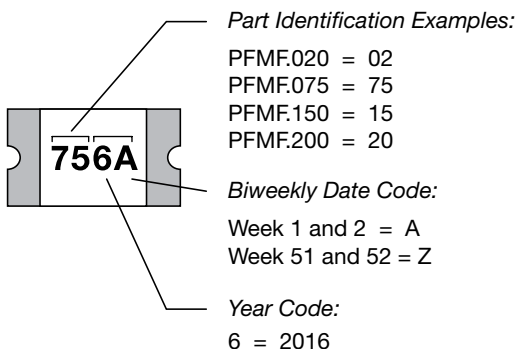 Part Identification Examples:
PFMF.020 = 02
PFMF.075 = 75
PFMF.150 = 15
PFMF.200 = 20
756A
Biweekly Date Code:
Week 1 and 2 = A
Week 51 and 52 = Z
Year Code:
6 = 2016